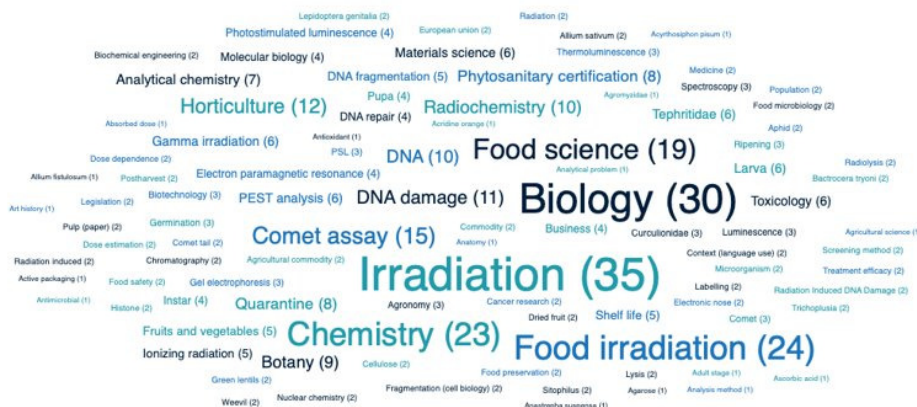 Lepidoptera genitalia (2) Radiation (2)
Photostimulated luminescence (4) European union (2) Allium sativum (2) Acyrthosiphon pisum (1)
Biochemical engineering (2) Molecular biology (4) Materials science (6) Thermoluminescence (3)
Analytical chemistry (7) DNA fragmentation (5) Phytosanitary certification (8) Medicine (2)
Spectroscopy (3) Population (2)
Horticulture (12) Pupa (4) Radiochemistry (10) Agromyzidae (1) Food microbiology (2)
DNA repair (4) Tephritidae (6)
Absorbed dose (1) Acridine orange (1) Aphid (2)
Gamma irradiation (6) Antioxidant (1) Food science (19) Ripening (3)
Dose dependence (2) PSL (3) DNA (10) Radiolysis (2)
Allium fistulosum (1) Postharvest (2) Electron paramagnetic resonance (4) Analytical problem (1) Larva (6) Bactrocera tryoni (2)
Art history (1) Legislation (2) Biotechnology (3) PEST analysis (6) DNA damage (11) Biology (30) Toxicology (6)
Pulp (paper) (2) Germination (3) Commodity (2) Business (4) Curculionidae (3) Luminescence (3) Agricultural science (1
Dose estimation (2) Comet tail (2) Comet assay (15) Anatomy (1) Screening method (2)
Radiation induced (2) Chromatography (2) Agricultural commodity (2) Irradiation (35) Context (language use) (2)
Active packaging (1) Food safety (2) Gel electrophoresis (3) Microorganism (2) Treatment efficacy (2)
Antimicrobial (1) Histone (2) Instar (4) Quarantine (8) Agronomy (3) Cancer research (2) Electronic nose (2) Labelling (2) Radiation Induced DNA Damage (2)
Dried fruit (2) Shelf life (5) Comet (3) Trichoplusia (2)
Fruits and vegetables (5) Chemistry (23) Food irradiation (24)
Ionizing radiation (5) Botany (9) Cellulose (2)
Green lentils (2) Food preservation (2) Lysis (2) Adult stage (1) Ascorbic acid (1)
Weevil (2) Nuclear chemistry (2) Fragmentation (cell biology) (2) Sitophilus (2) Agarose (1) Analysis method (1)